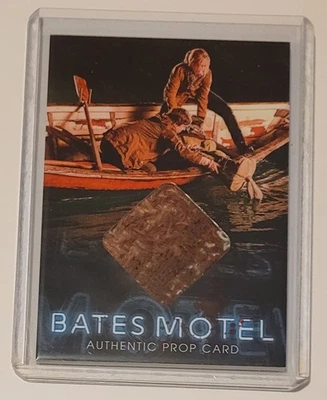 BATES MOTEL
AUTHENTIC PROP CARD